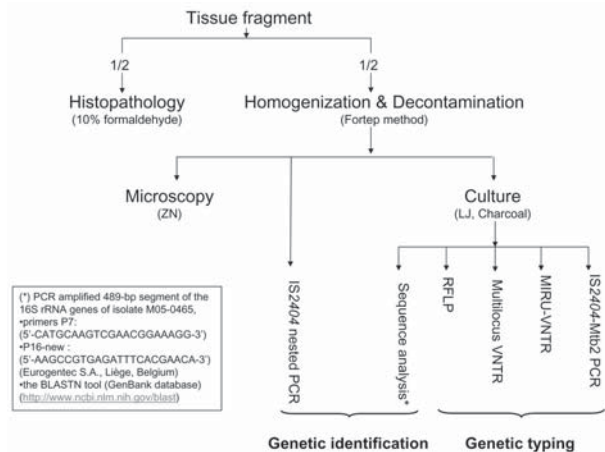 Tissue fragment
1/2
1/2
Histopathology
(10% formaldehyde)
Homogenization & Decontamination
(Fortep method)
Microscopy
(ZN)
Culture
(LJ, Charcoal)
IS2404 nested PCR
Sequence analysis*
RFLP
Multilocus VNTR
MIRU-VNTR
IS2404-Mtb2 PCR
(*) PCR amplified 489-bp segment of the
16S rRNA genes of isolate M05-0465,
•primers P7:
(5'-CATGCAAGTCGAACGGAAAGG-3')
•P16-new :
(5'-AAGCCGTGAGATTTCACGAACA-3')
(Eurogentec S.A., Liège, Belgium)
•the BLASTN tool (GenBank database)
(http://www.ncbi.nlm.nih.gov/blast)
Genetic identification
Genetic typing